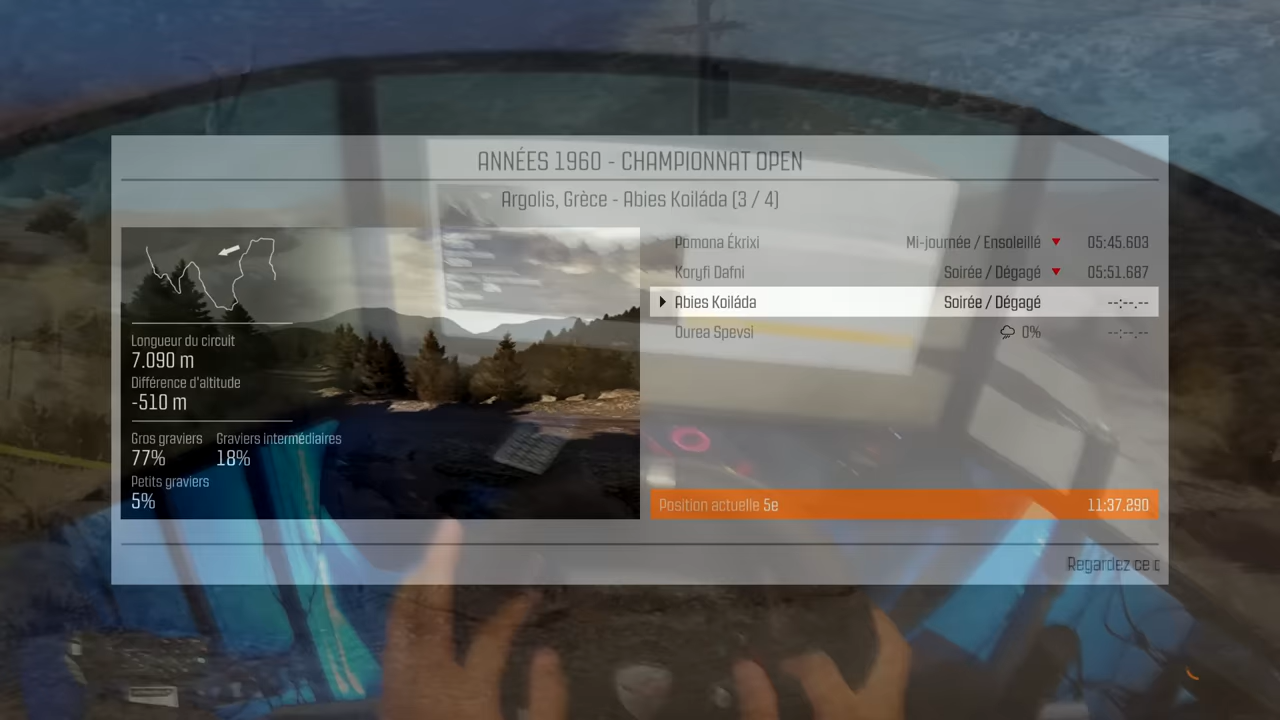 ANNÉES 1960 - CHAMPIONNAT OPEN
Argolis, Grèce - Abies Koiláda (3 / 4)
Longueur du circuit
7.090 m
Différence d'altitude
-510 m
Gros graviers Graviers intermédiaires
77% 18%
Petits graviers
5%
Pomona Ékrixi Mi-journée / Ensoleillé 05:45.603
Koryfi Dafni Soirée / Dégagé 05:51.687
Abies Koiláda Soirée / Dégagé --:--.--
Ourea Spevsi 0% --:--.--
Position actuelle 5e 11:37.290
Regardez ce